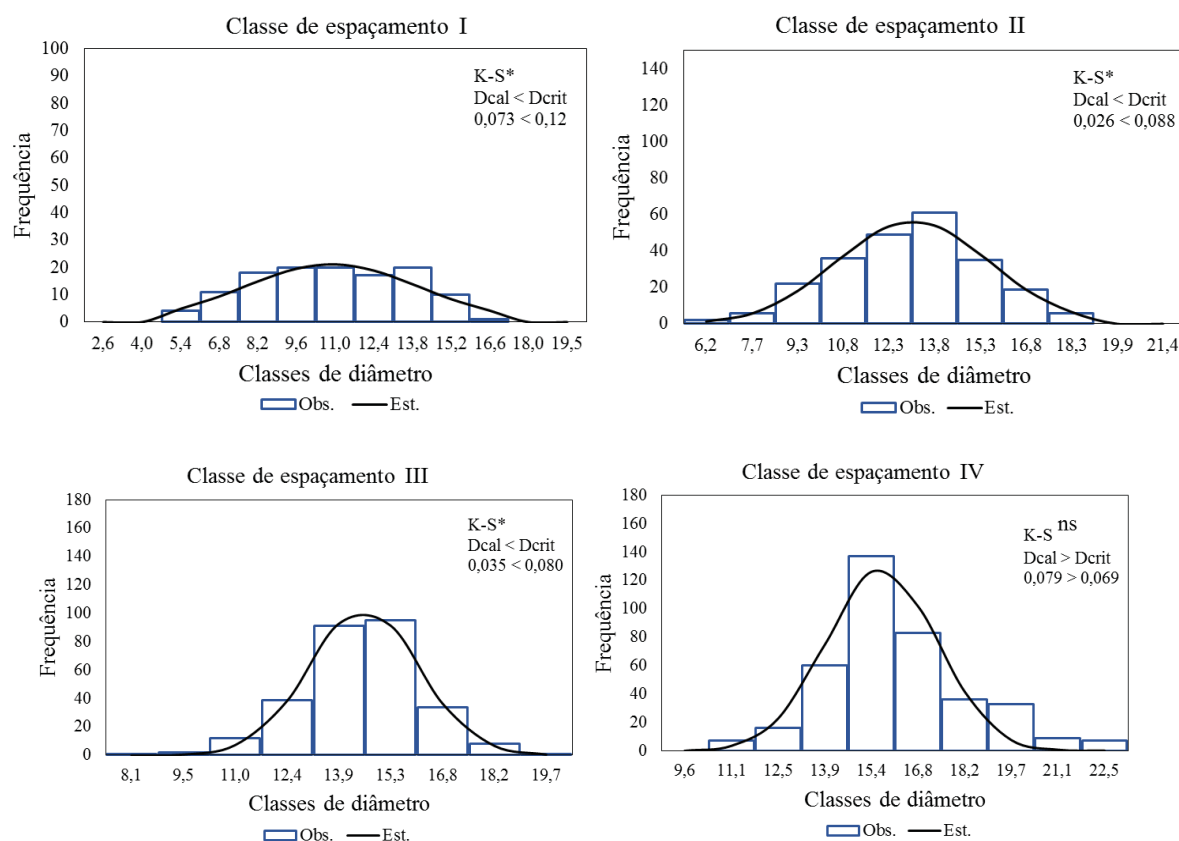 Classe de espaçamento I
100
90
80
70
60
50
40
30
20
10
0
Frequência
K-S*
Dcal < Dcrit
0,073 < 0,12
2,6 4,0 5,4 6,8 8,2 9,6 11,0 12,4 13,8 15,2 16,6 18,0 19,5
Classes de diâmetro
Obs. Est.
Classe de espaçamento II
140
120
100
80
60
40
20
0
Frequência
K-S*
Dcal < Dcrit
0,026 < 0,088
6,2 7,7 9,3 10,8 12,3 13,8 15,3 16,8 18,3 19,9 21,4
Classes de diâmetro
Obs. Est.
Classe de espaçamento III
180
160
140
120
100
80
60
40
20
0
Frequência
K-S*
Dcal < Dcrit
0,035 < 0,080
8,1 9,5 11,0 12,4 13,9 15,3 16,8 18,2 19,7
Classes de diâmetro
Obs. Est.
Classe de espaçamento IV
180
160
140
120
100
80
60
40
20
0
Frequência
K-S ns
Dcal > Dcrit
0,079 > 0,069
9,6 11,1 12,5 13,9 15,4 16,8 18,2 19,7 21,1 22,5
Classes de diâmetro
Obs. Est.